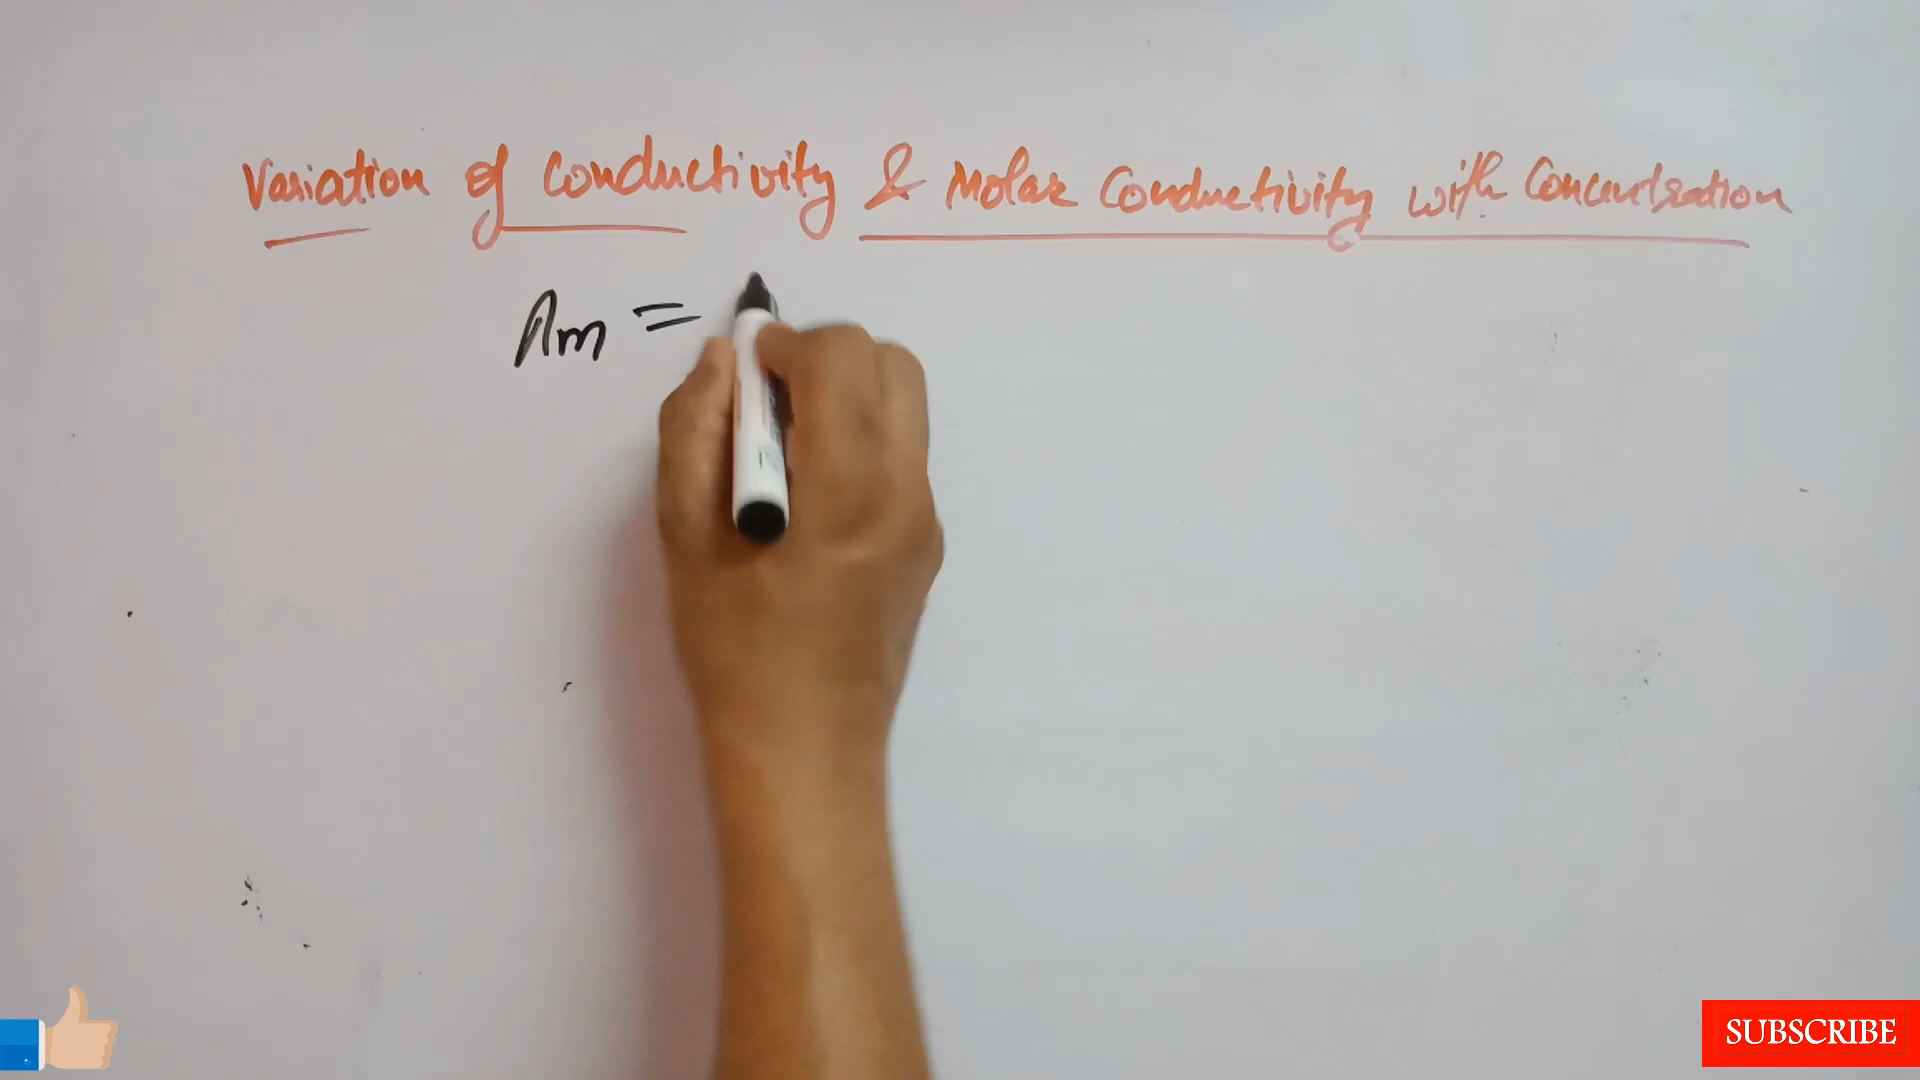 Variation of Conductivity & Molar Conductivity with Concentration
Λm =
SUBSCRIBE